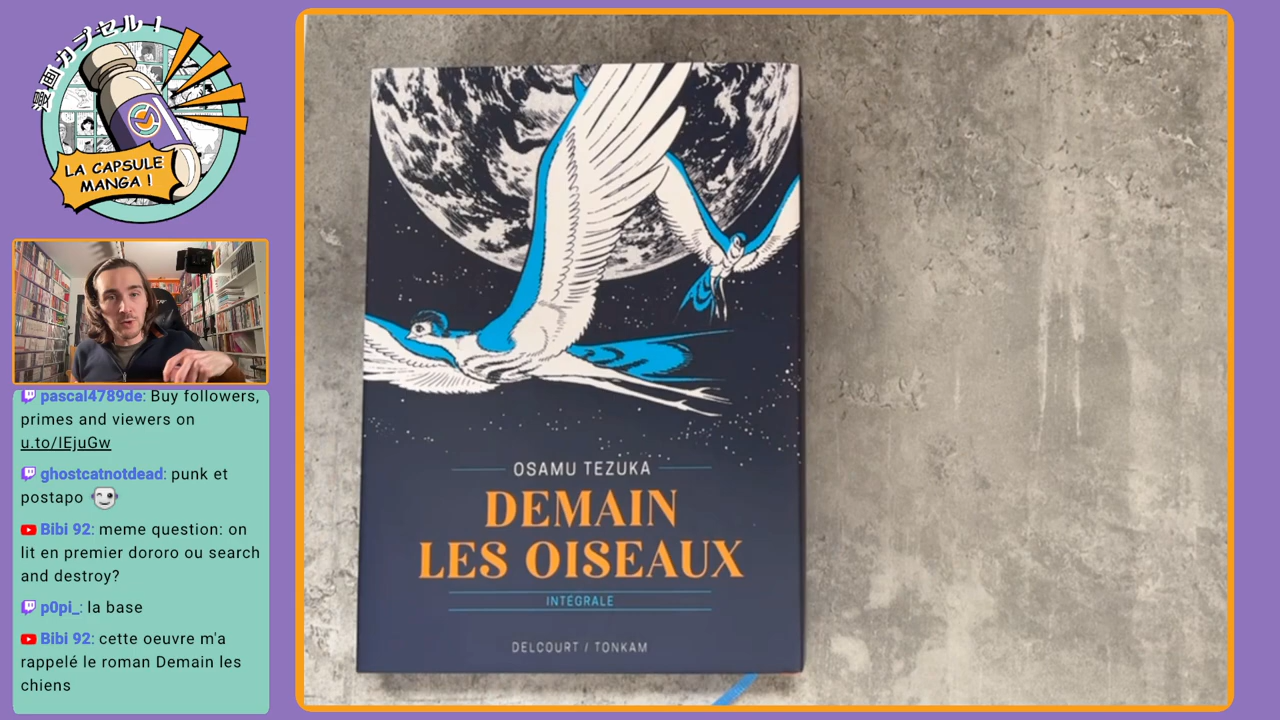 漫画カプセル！
LA CAPSULE
MANGA !
pascal4789de: Buy followers,
primes and viewers on
u.to/IEjuGw
ghostcatnotdead: punk et
postapo
Bibi 92: meme question: on
lit en premier dororo ou search
and destroy?
p0pi_: la base
Bibi 92: cette oeuvre m'a
rappelé le roman Demain les
chiens
OSAMU TEZUKA
DEMAIN
LES OISEAUX
INTÉGRALE
DELCOURT / TONKAM